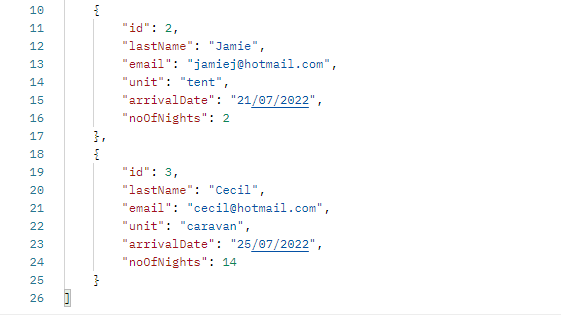 10 {
11 "id": 2,
12 "lastName": "Jamie",
13 "email": "jamiej@hotmail.com",
14 "unit": "tent",
15 "arrivalDate": "21/07/2022",
16 "noOfNights": 2
17 },
18 {
19 "id": 3,
20 "lastName": "Cecil",
21 "email": "cecil@hotmail.com",
22 "unit": "caravan",
23 "arrivalDate": "25/07/2022",
24 "noOfNights": 14
25 }
26 ]